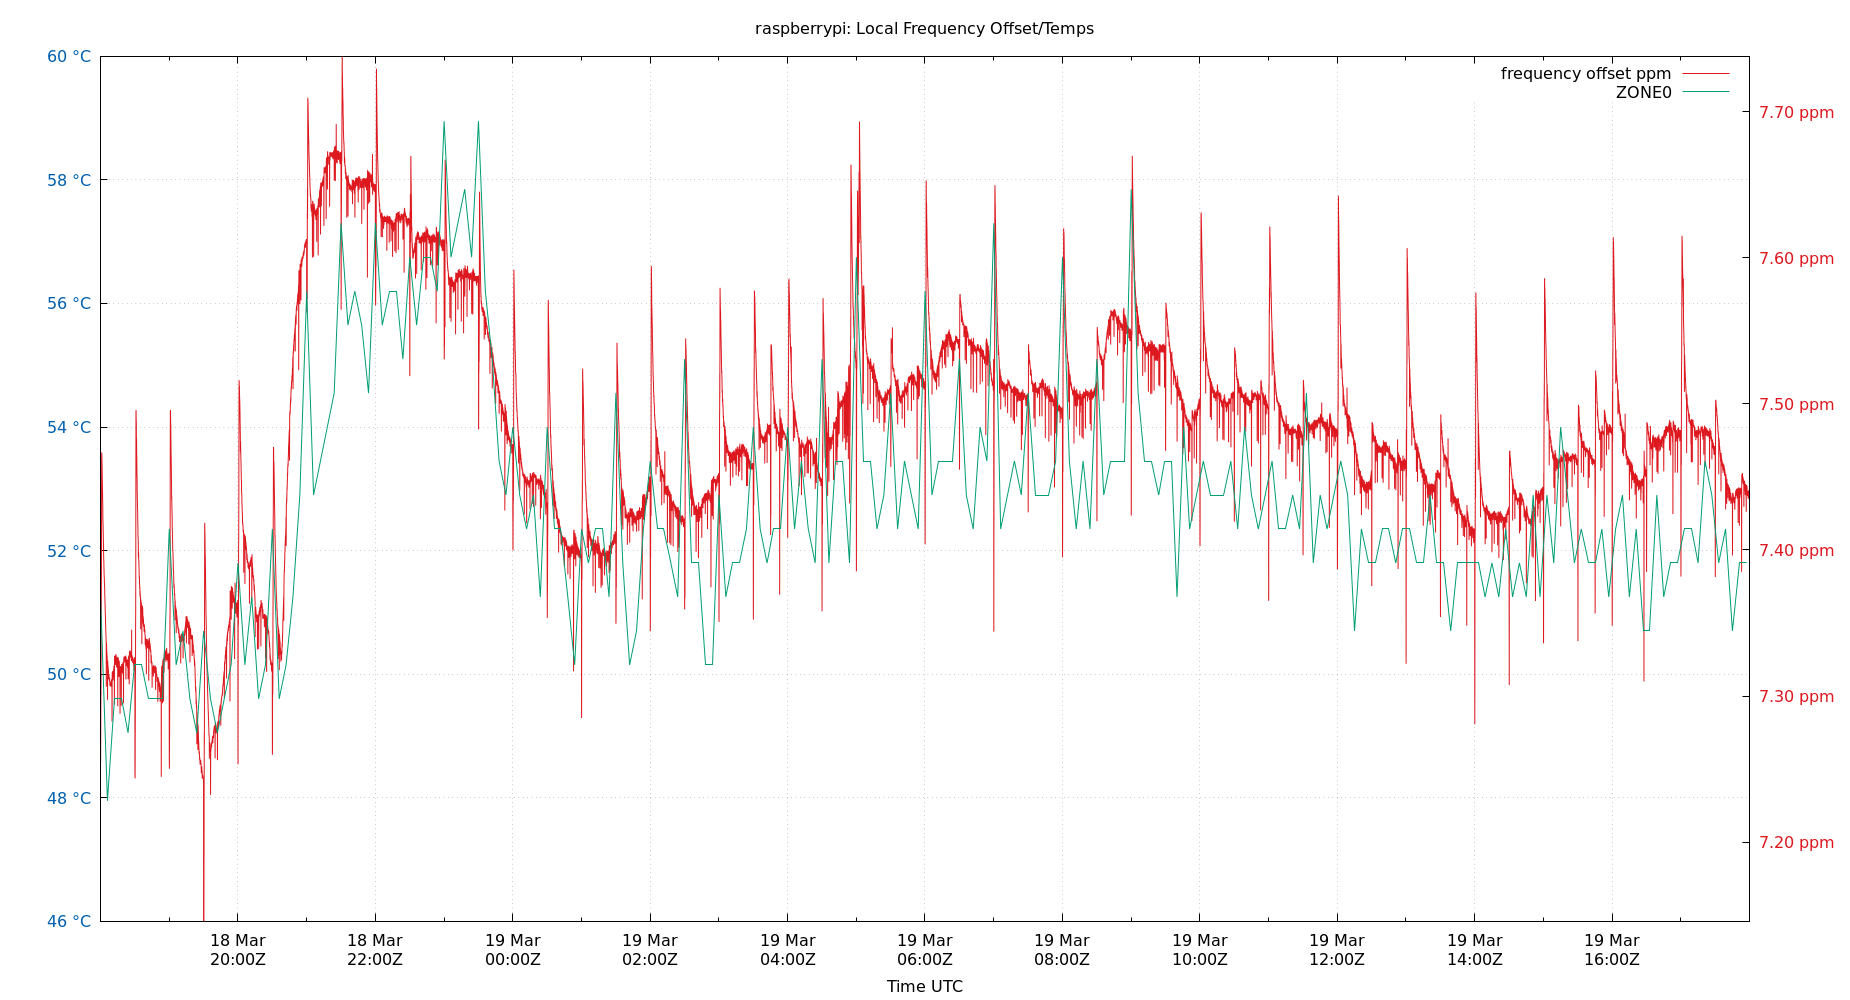 raspberrypi: Local Frequency Offset/Temps
frequency offset ppm
ZONE0
60 °C
58 °C
56 °C
54 °C
52 °C
50 °C
48 °C
46 °C
7.70 ppm
7.60 ppm
7.50 ppm
7.40 ppm
7.30 ppm
7.20 ppm
18 Mar 18 Mar 19 Mar 19 Mar 19 Mar 19 Mar 19 Mar 19 Mar 19 Mar 19 Mar 19 Mar
20:00Z 22:00Z 00:00Z 02:00Z 04:00Z 06:00Z 08:00Z 10:00Z 12:00Z 14:00Z 16:00Z
Time UTC